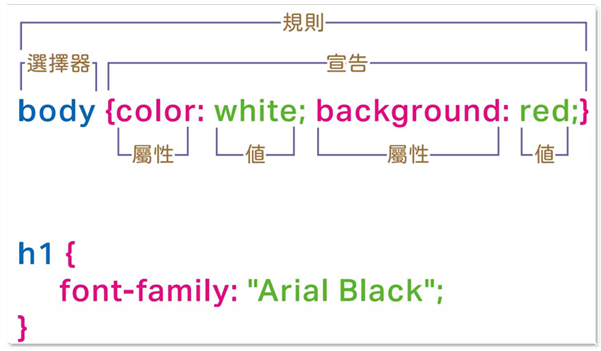 規則
選擇器 宣告
body {color: white; background: red;}
屬性 值 屬性 值
h1 {
font-family: "Arial Black";
}